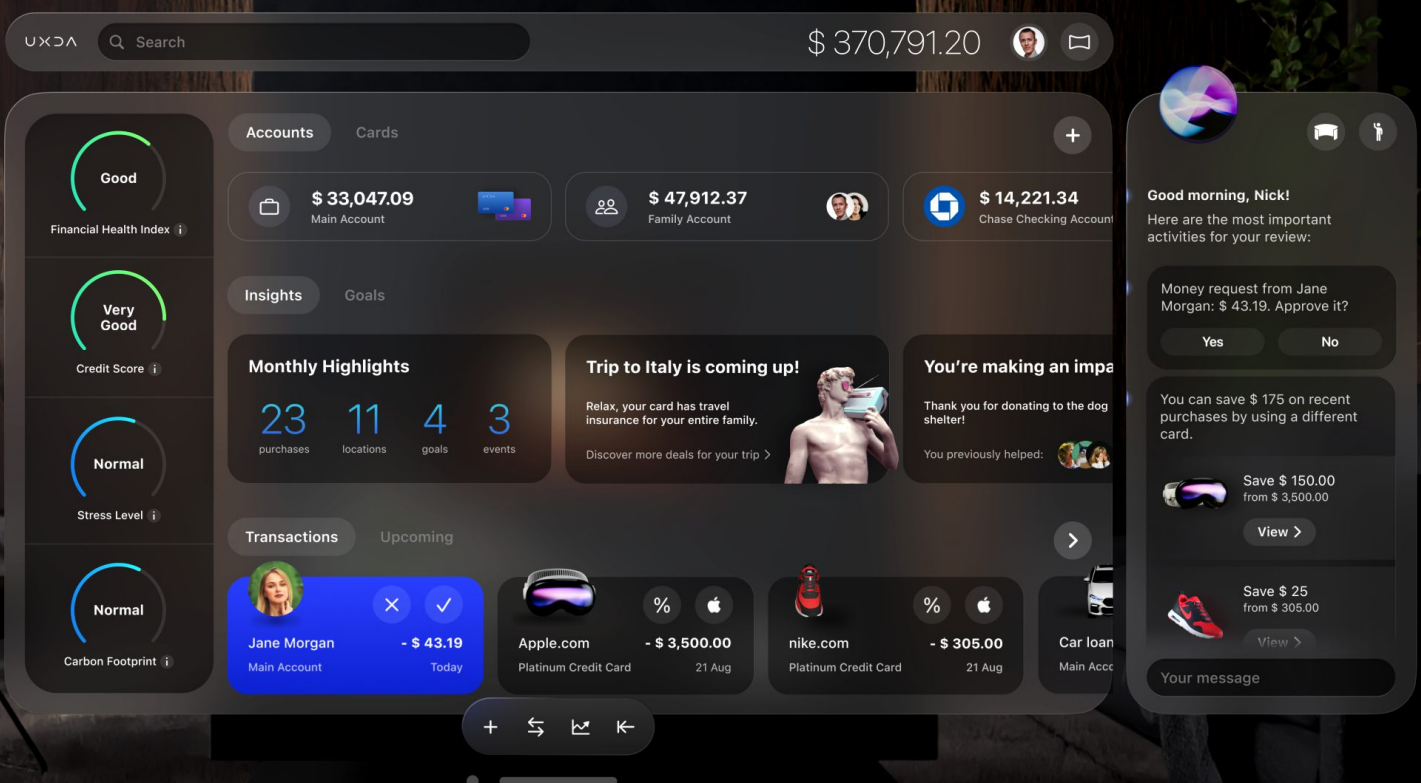 UXDA
Search
$ 370,791.20
Good
Financial Health Index i
Very
Good
Credit Score i
Normal
Stress Level i
Normal
Carbon Footprint i
Accounts
Cards
$ 33,047.09
Main Account
$ 47,912.37
Family Account
$ 14,221.34
Chase Checking Account
Insights
Goals
Monthly Highlights
23
purchases
11
locations
4
goals
3
events
Trip to Italy is coming up!
Relax, your card has travel
insurance for your entire family.
Discover more deals for your trip >
You're making an impa
Thank you for donating to the dog
shelter!
You previously helped:
Transactions
Upcoming
Jane Morgan - $ 43.19
Main Account Today
%
Apple.com - $ 3,500.00
Platinum Credit Card 21 Aug
%
nike.com - $ 305.00
Platinum Credit Card 21 Aug
Car loan
Main Acc
Good morning, Nick!
Here are the most important
activities for your review:
Money request from Jane
Morgan: $ 43.19. Approve it?
Yes No
You can save $ 175 on recent
purchases by using a different
card.
Save $ 150.00
from $ 3,500.00
View >
Save $ 25
from $ 305.00
View >
Your message